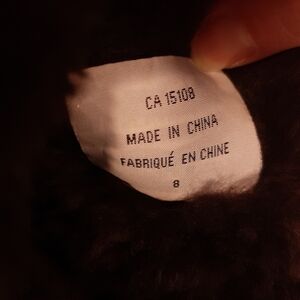 CA 15108
MADE IN CHINA
FABRIQUÉ EN CHINE
8